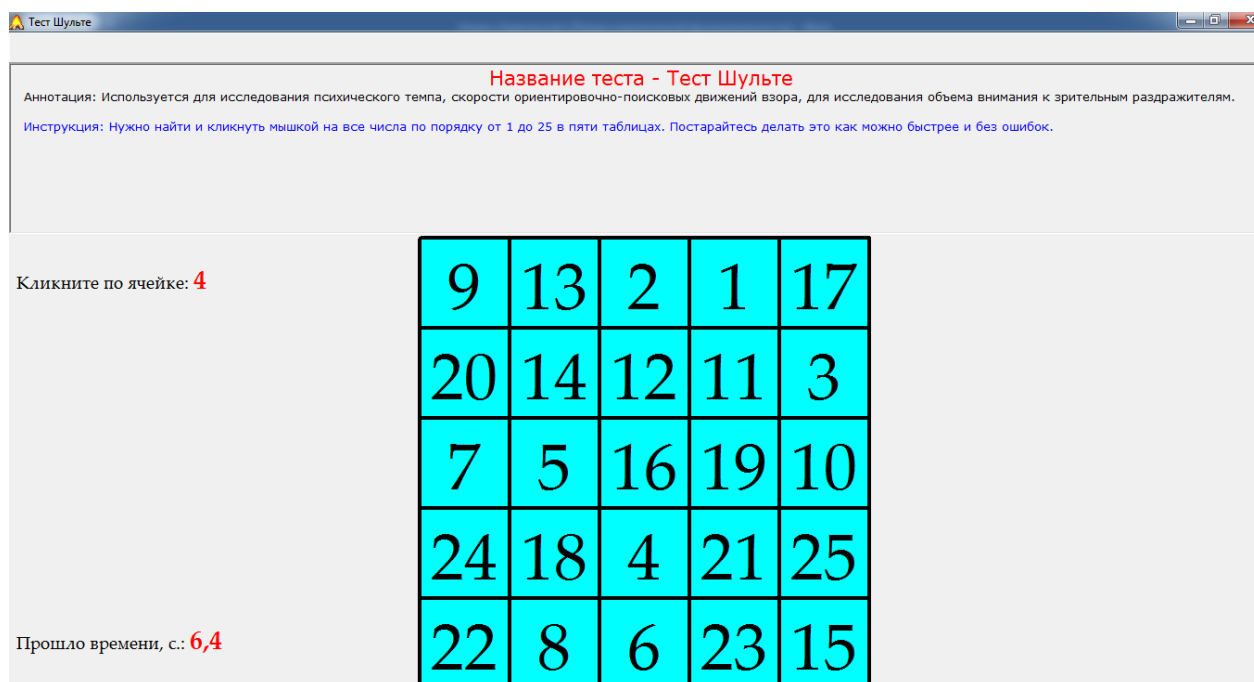 Тест Шульте
Название теста - Тест Шульте
Аннотация: Используется для исследования психического темпа, скорости ориентировочно-поисковых движений взора, для исследования объема внимания к зрительным раздражителям.
Инструкция: Нужно найти и кликнуть мышкой на все числа по порядку от 1 до 25 в пяти таблицах. Постарайтесь делать это как можно быстрее и без ошибок.
Кликните по ячейке: 4
9 13 2 1 17
20 14 12 11 3
7 5 16 19 10
24 18 4 21 25
22 8 6 23 15
Прошло времени, с.: 6,4